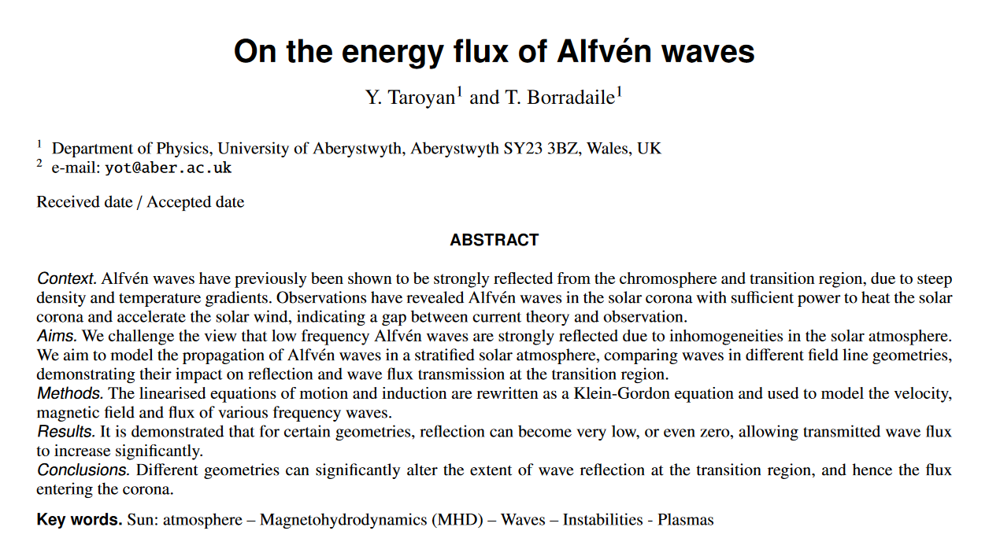 On the energy flux of Alfvén waves
Y. Taroyan1 and T. Borradaile1
1 Department of Physics, University of Aberystwyth, Aberystwyth SY23 3BZ, Wales, UK
2 e-mail: yot@aber.ac.uk
Received date / Accepted date
ABSTRACT
Context. Alfvén waves have previously been shown to be strongly reflected from the chromosphere and transition region, due to steep
density and temperature gradients. Observations have revealed Alfvén waves in the solar corona with sufficient power to heat the solar
corona and accelerate the solar wind, indicating a gap between current theory and observation.
Aims. We challenge the view that low frequency Alfvén waves are strongly reflected due to inhomogeneities in the solar atmosphere.
We aim to model the propagation of Alfvén waves in a stratified solar atmosphere, comparing waves in different field line geometries,
demonstrating their impact on reflection and wave flux transmission at the transition region.
Methods. The linearised equations of motion and induction are rewritten as a Klein-Gordon equation and used to model the velocity,
magnetic field and flux of various frequency waves.
Results. It is demonstrated that for certain geometries, reflection can become very low, or even zero, allowing transmitted wave flux
to increase significantly.
Conclusions. Different geometries can significantly alter the extent of wave reflection at the transition region, and hence the flux
entering the corona.
Key words. Sun: atmosphere – Magnetohydrodynamics (MHD) – Waves – Instabilities - Plasmas